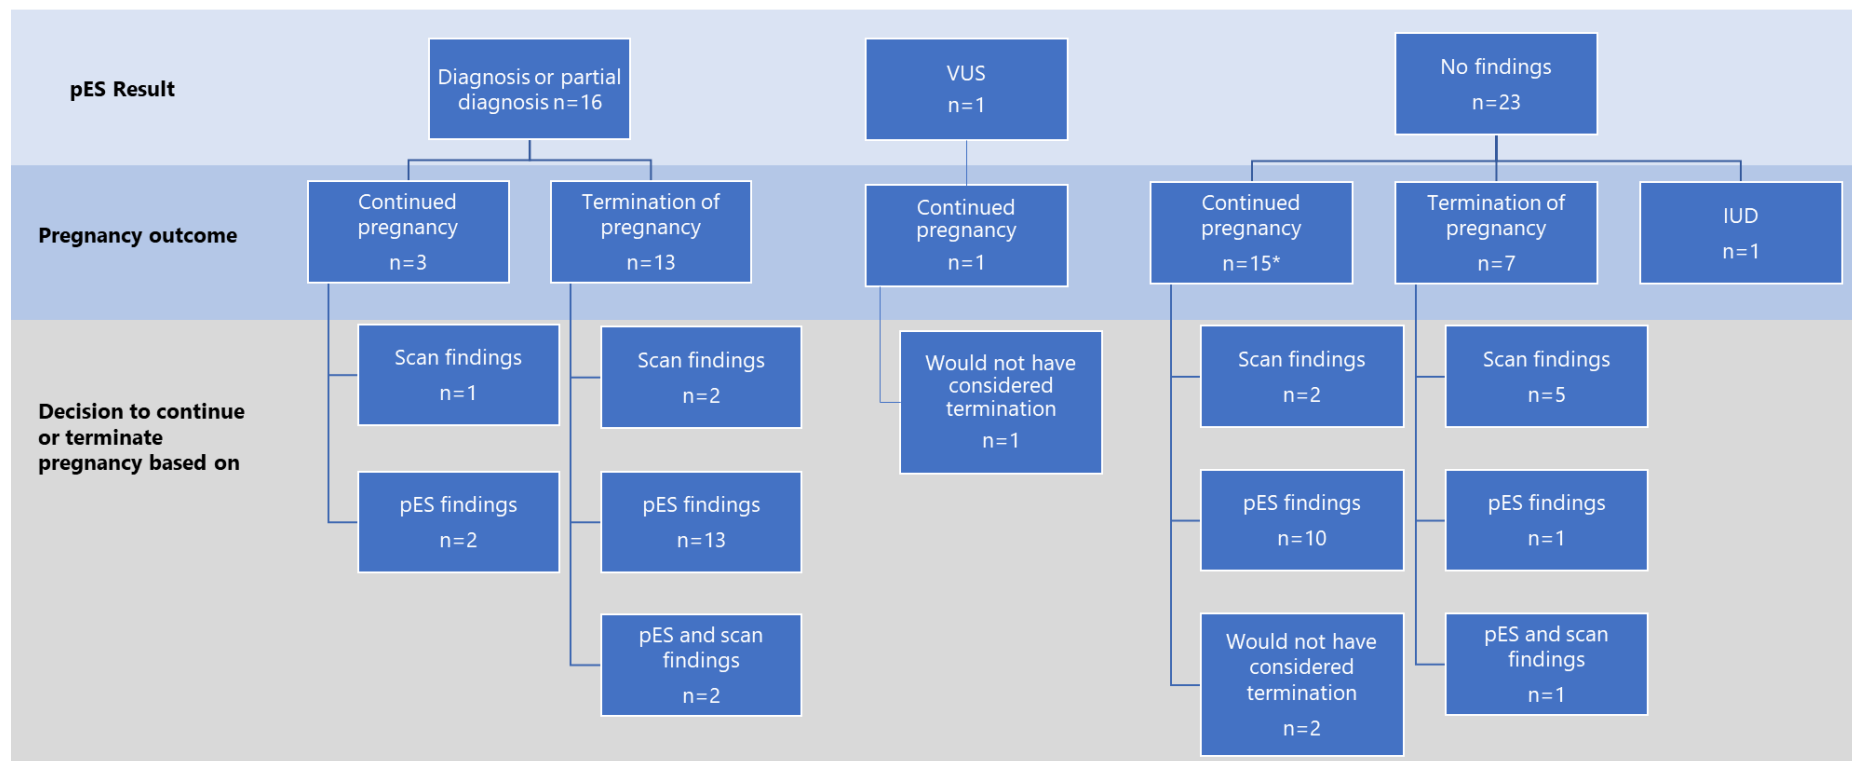 pES Result
Diagnosis or partial
diagnosis n=16
VUS
n=1
No findings
n=23
Pregnancy outcome
Continued
pregnancy
n=3
Termination of
pregnancy
n=13
Continued
pregnancy
n=1
Continued
pregnancy
n=15*
Termination of
pregnancy
n=7
IUD
n=1
Decision to continue
or terminate
pregnancy based on
Scan findings
n=1
pES findings
n=2
Scan findings
n=2
pES findings
n=13
pES and scan
findings
n=2
Would not have
considered
termination
n=1
Scan findings
n=2
pES findings
n=10
Would not have
considered
termination
n=2
Scan findings
n=5
pES findings
n=1
pES and scan
findings
n=1